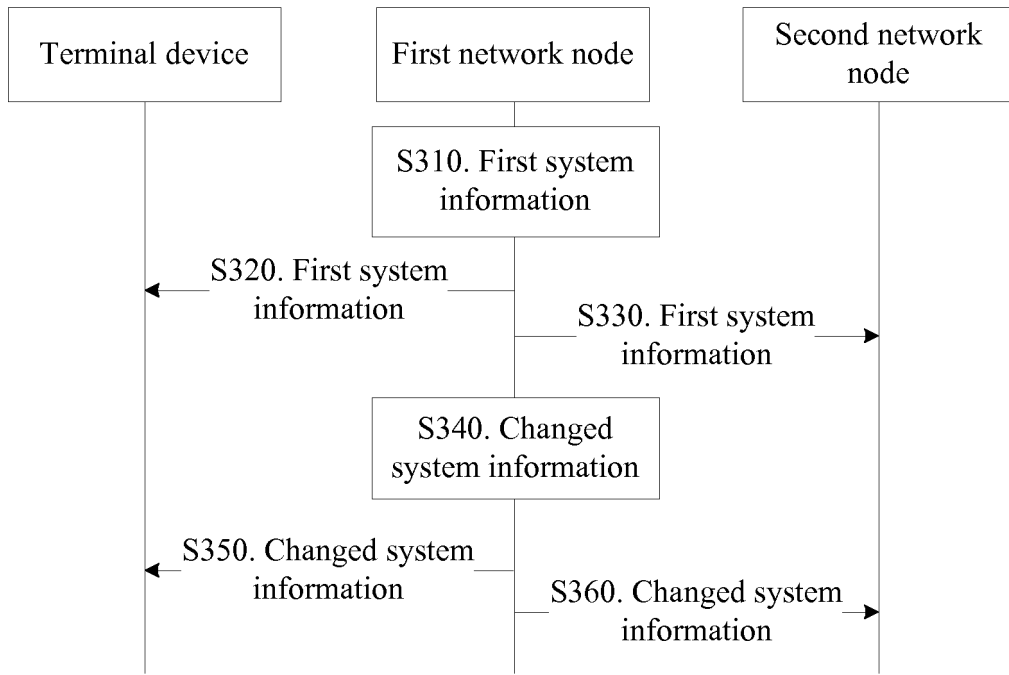 Terminal device
First network node
Second network
node
S310. First system
information
S320. First system
information
S330. First system
information
S340. Changed
system information
S350. Changed system
information
S360. Changed system
information